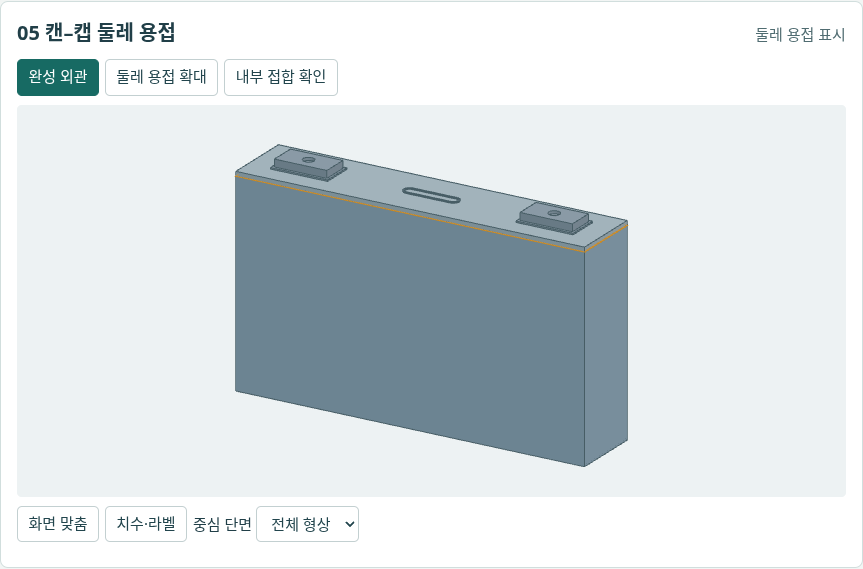 05 캔–캡 둘레 용접
둘레 용접 표시
완성 외관
둘레 용접 확대
내부 접합 확인
화면 맞춤
치수·라벨
중심 단면
전체 형상